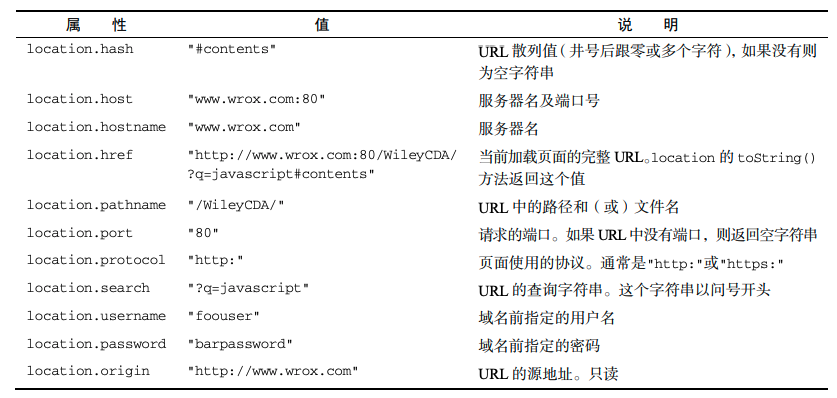 属 性 值 说 明
location.hash "#contents" URL 散列值（井号后跟零或多个字符），如果没有则
为空字符串
location.host "www.wrox.com:80" 服务器名及端口号
location.hostname "www.wrox.com" 服务器名
location.href "http://www.wrox.com:80/WileyCDA/ 当前加载页面的完整 URL。location 的 toString()
?q=javascript#contents" 方法返回这个值
location.pathname "/WileyCDA/" URL 中的路径和（或）文件名
location.port "80" 请求的端口。如果 URL 中没有端口，则返回空字符串
location.protocol "http:" 页面使用的协议。通常是"http:"或"https:"
location.search "?q=javascript" URL 的查询字符串。这个字符串以问号开头
location.username "foouser" 域名前指定的用户名
location.password "barpassword" 域名前指定的密码
location.origin "http://www.wrox.com" URL 的源地址。只读